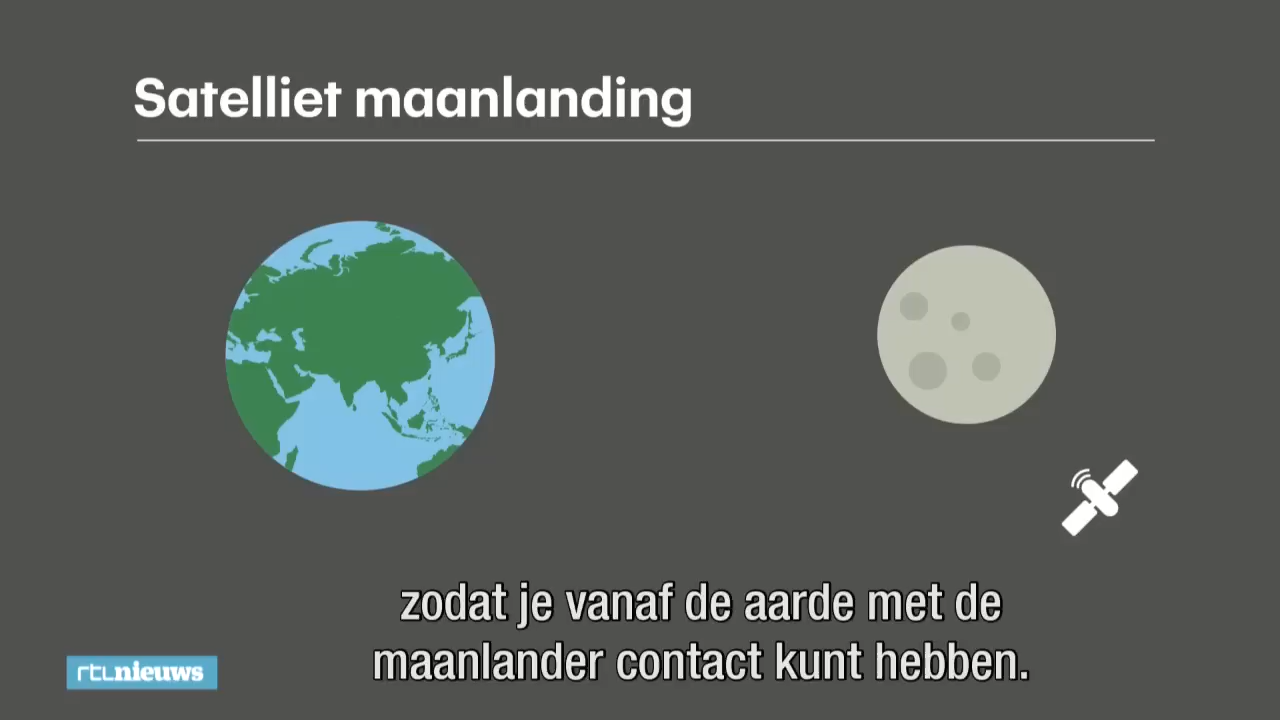 Satelliet maanlanding
zodat je vanaf de aarde met de
maanlander contact kunt hebben.
rtlnieuws